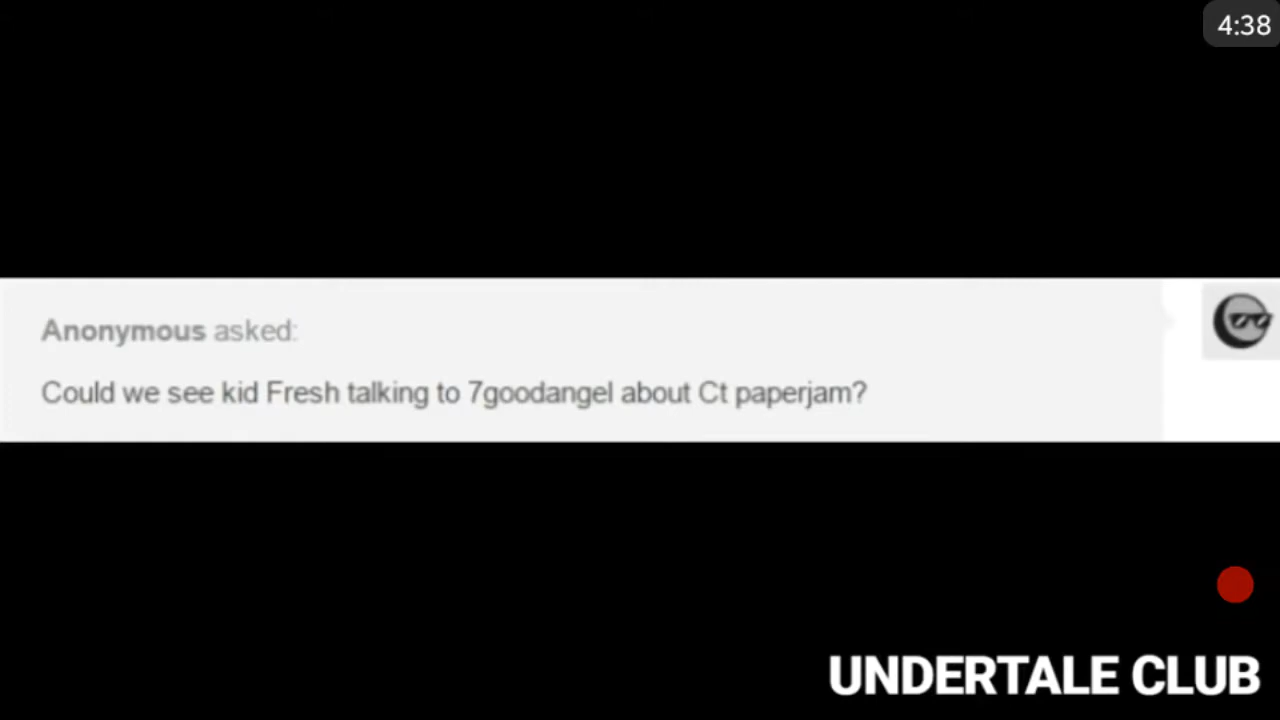 4:38
Anonymous asked:
Could we see kid Fresh talking to 7goodangel about Ct paperjam?
UNDERTALE CLUB